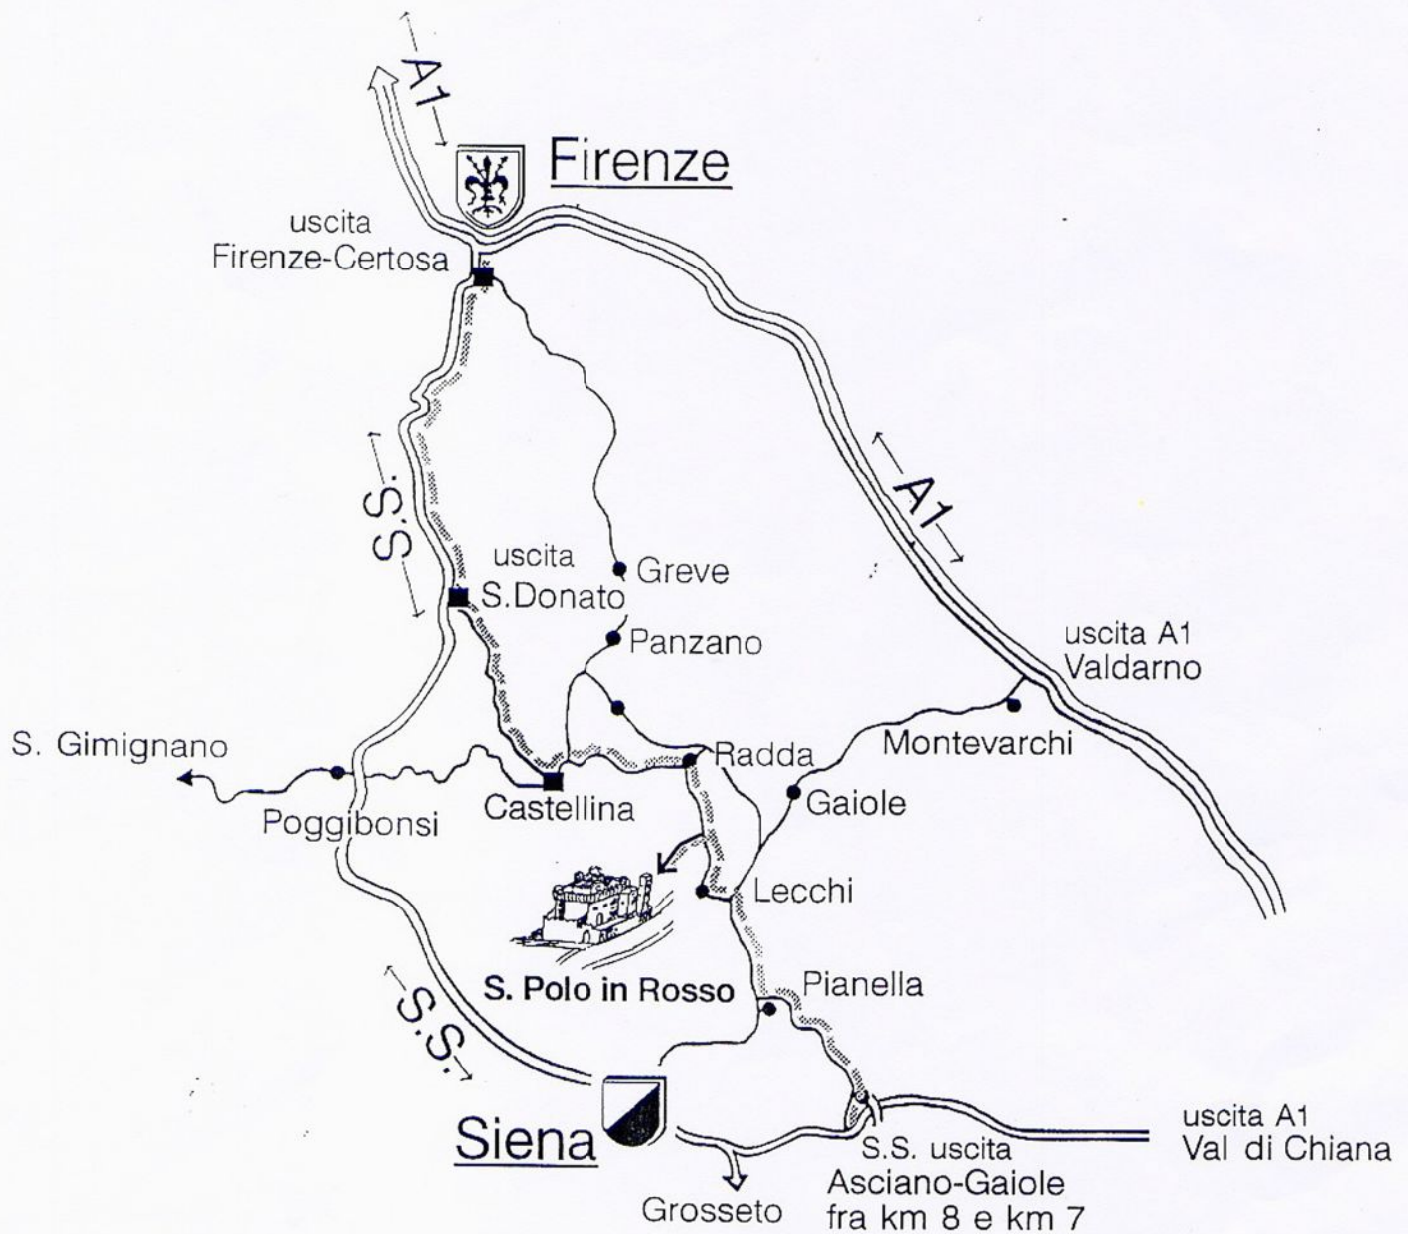 A1
Firenze
uscita
Firenze-Certosa
A1
S.S.
uscita
S.Donato
Greve
Panzano
uscita A1
Valdarno
S. Gimignano
Montevarchi
Radda
Gaiole
Castellina
Poggibonsi
Lecchi
S. Polo in Rosso
Pianella
S.S.
Siena
uscita A1
Val di Chiana
S.S. uscita
Asciano-Gaiole
fra km 8 e km 7
Grosseto